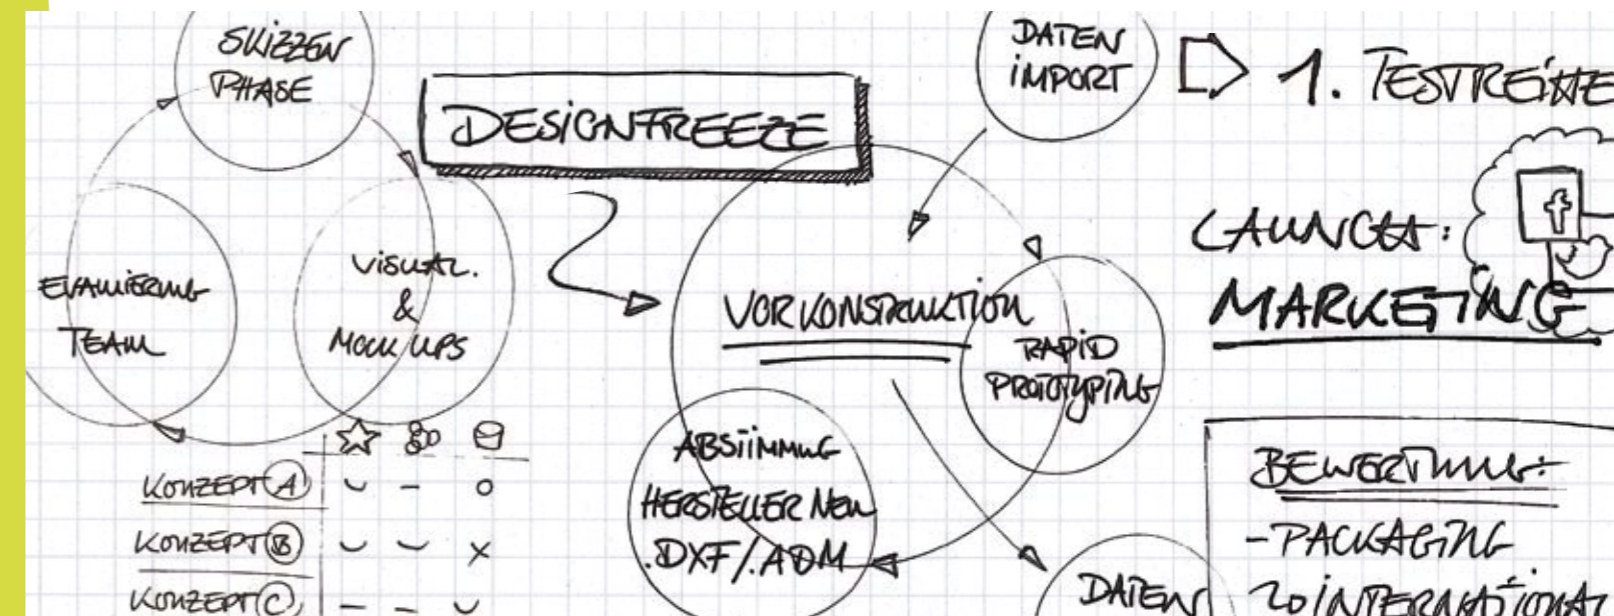 SKIZZEN
PHASE
DESIGNFREEZE
DATEN
IMPORT
1. TESTREIHE
EVALUIERUNG
TEAM
VISUAL.
&
MOCK UPS
VORKONSTRUKTION
RAPID
PROTOTYPING
LAUNCH:
MARKETING
ABSTIMMUNG
HERSTELLER NEU
.DXF/.ADM
KONZEPT A
KONZEPT B
KONZEPT C
DATEN
BEWERTUNG:
- PACKAGING
INTERNATIONAL